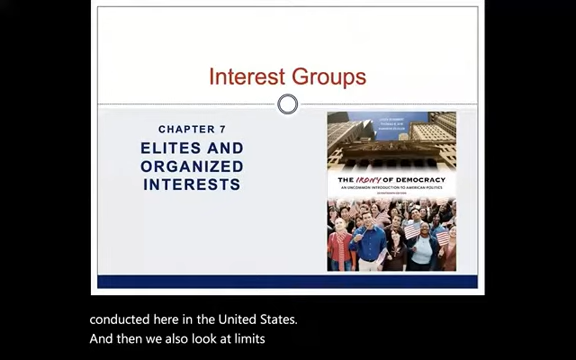 Interest Groups
CHAPTER 7
ELITES AND
ORGANIZED
INTERESTS
THE IRONY OF DEMOCRACY
AN UNCOMMON INTRODUCTION TO AMERICAN POLITICS
conducted here in the United States.
And then we also look at limits